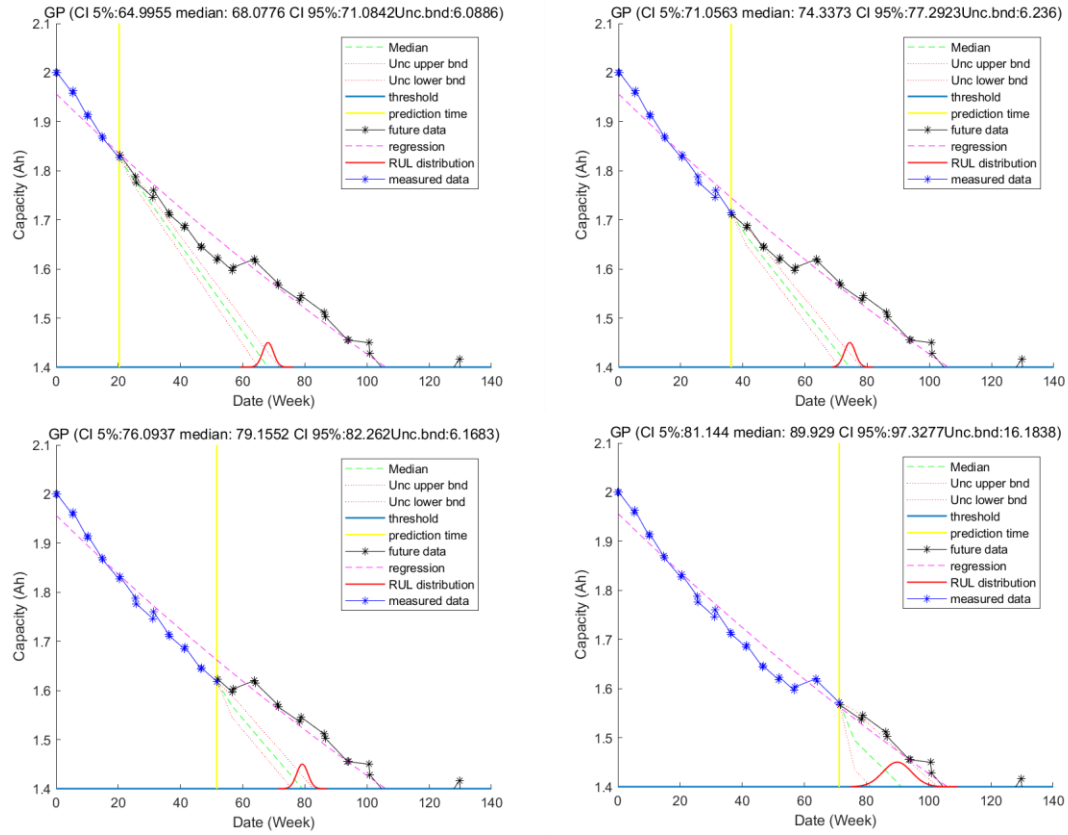 GP (CI 5%:64.9955 median: 68.0776 CI 95%:71.0842Unc.bnd:6.0886)
2.1
2
1.9
1.8
1.7
1.6
1.5
1.4
Capacity (Ah)
0 20 40 60 80 100 120 140
Date (Week)
Median
Unc upper bnd
Unc lower bnd
threshold
prediction time
future data
regression
RUL distribution
measured data
GP (CI 5%:71.0563 median: 74.3373 CI 95%:77.2923Unc.bnd:6.236)
2.1
2
1.9
1.8
1.7
1.6
1.5
1.4
Capacity (Ah)
0 20 40 60 80 100 120 140
Date (Week)
Median
Unc upper bnd
Unc lower bnd
threshold
prediction time
future data
regression
RUL distribution
measured data
GP (CI 5%:76.0937 median: 79.1552 CI 95%:82.262Unc.bnd:6.1683)
2.1
2
1.9
1.8
1.7
1.6
1.5
1.4
Capacity (Ah)
0 20 40 60 80 100 120 140
Date (Week)
Median
Unc upper bnd
Unc lower bnd
threshold
prediction time
future data
regression
RUL distribution
measured data
GP (CI 5%:81.144 median: 89.929 CI 95%:97.3277Unc.bnd:16.1838)
2.1
2
1.9
1.8
1.7
1.6
1.5
1.4
Capacity (Ah)
0 20 40 60 80 100 120 140
Date (Week)
Median
Unc upper bnd
Unc lower bnd
threshold
prediction time
future data
regression
RUL distribution
measured data